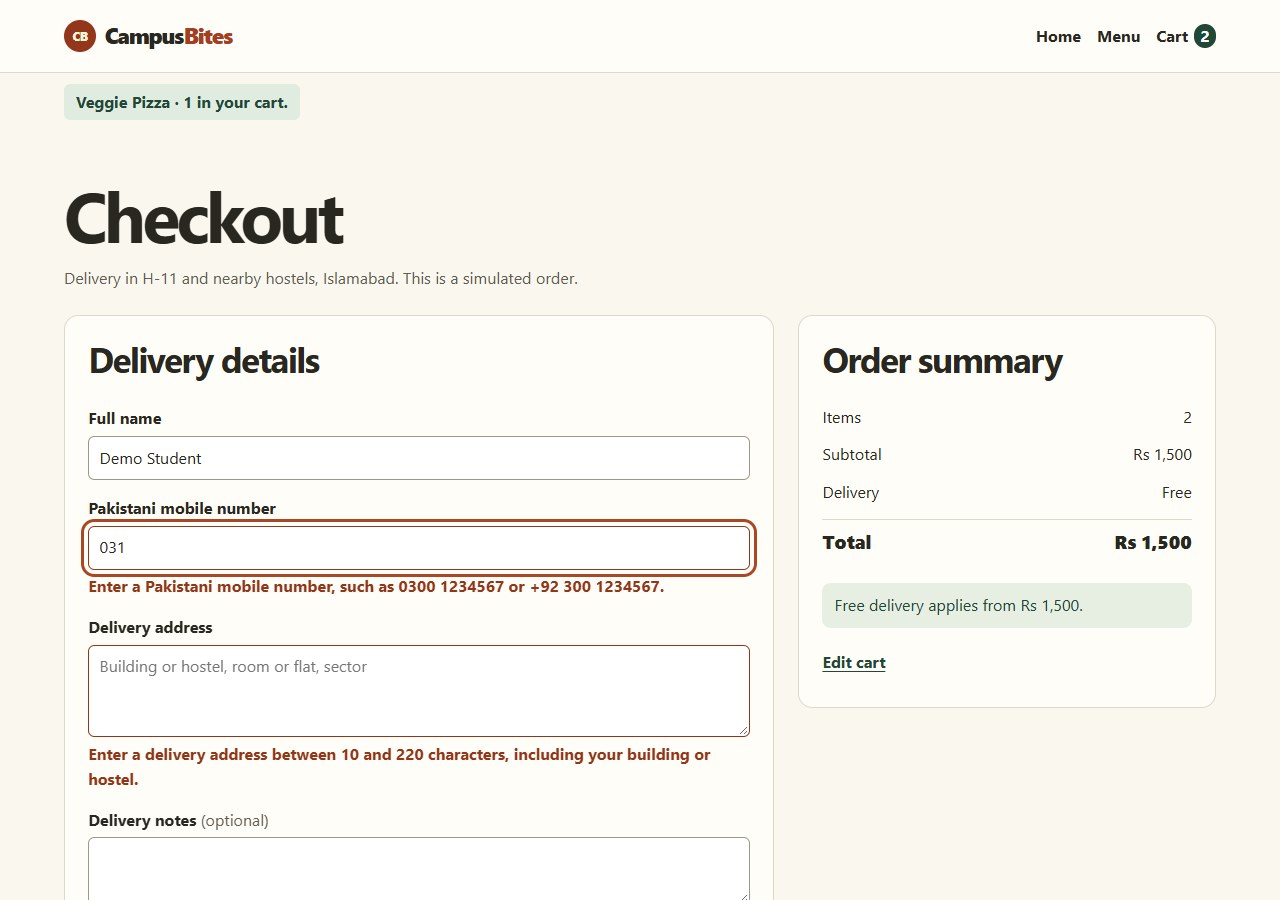 CB CampusBites
Home Menu Cart 2
Veggie Pizza · 1 in your cart.
Checkout
Delivery in H-11 and nearby hostels, Islamabad. This is a simulated order.
Delivery details
Full name
Demo Student
Pakistani mobile number
031
Enter a Pakistani mobile number, such as 0300 1234567 or +92 300 1234567.
Delivery address
Building or hostel, room or flat, sector
Enter a delivery address between 10 and 220 characters, including your building or
hostel.
Delivery notes (optional)
Order summary
Items 2
Subtotal Rs 1,500
Delivery Free
Total Rs 1,500
Free delivery applies from Rs 1,500.
Edit cart